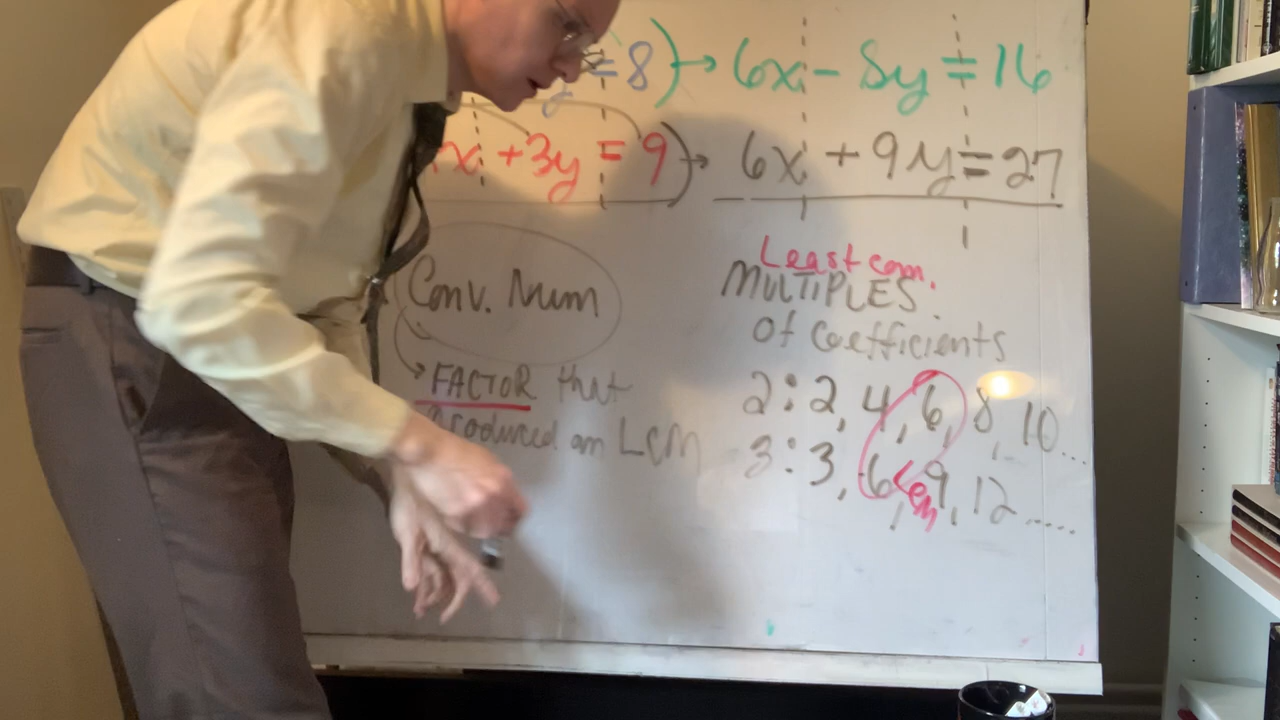 y = 8) → 6x - 8y = 16
x + 3y = 9) → 6x + 9y = 27
Conv. Num
→ FACTOR that
produced an LCM
Least com.
MULTIPLES
of coefficients
2: 2, 4, 6, 8, 10...
3: 3, 6, 9, 12.....
LCM